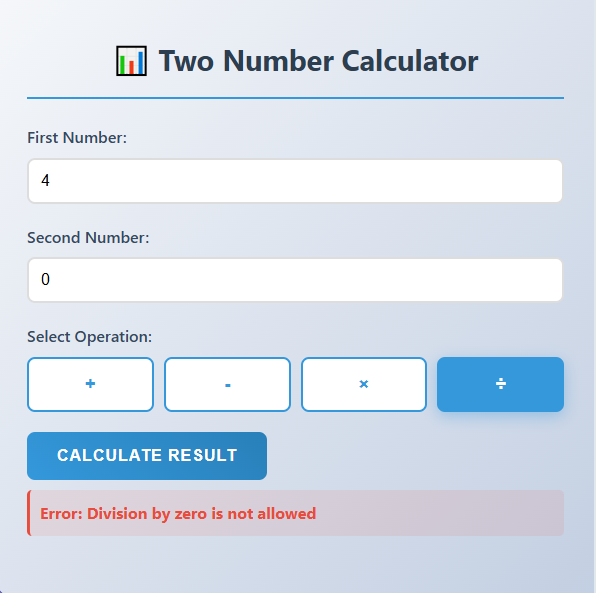 Two Number Calculator
First Number:
4
Second Number:
0
Select Operation:
+ - × ÷
CALCULATE RESULT
Error: Division by zero is not allowed